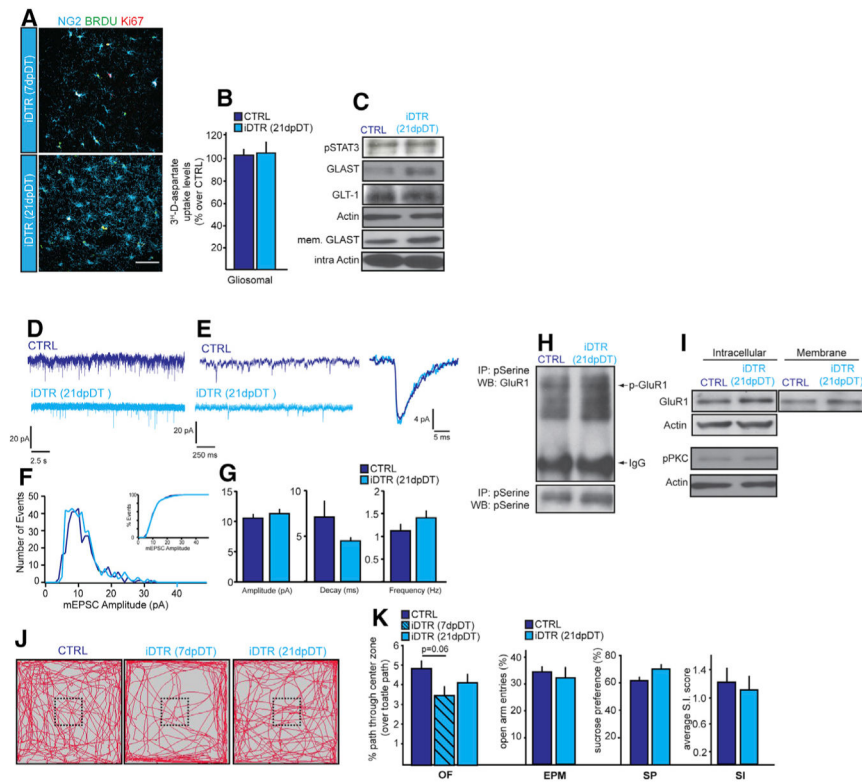 A
NG2 BRDU Ki67
iDTR (7dpDT)
iDTR (21dpDT)
B
CTRL
iDTR (21dpDT)
3ᴴ-D-aspartate
uptake levels
(% over CTRL)
120
100
80
60
40
20
Gliosomal
C
CTRL
iDTR
(21dpDT)
pSTAT3
GLAST
GLT-1
Actin
mem. GLAST
intra Actin
D
CTRL
iDTR (21dpDT )
20 pA
2.5 s
E
CTRL
iDTR (21dpDT )
20 pA
250 ms
4 pA
5 ms
F
Number of Events
50
40
30
20
10
0
0 10 20 30 40
mEPSC Amplitude (pA)
% Events
100
50
0
0 10 20 30 40
mEPSC Amplitude
G
CTRL
iDTR (21dpDT)
15
10
5
0
Amplitude (pA)
10
5
Decay (ms)
2
1.5
1
0.5
0
Frequency (Hz)
H
CTRL
iDTR
(21dpDT)
IP: pSerine
WB: GluR1
p-GluR1
IgG
IP: pSerine
WB: pSerine
I
Intracellular Membrane
CTRL iDTR (21dpDT) CTRL iDTR (21dpDT)
GluR1
Actin
pPKC
Actin
J
CTRL iDTR (7dpDT) iDTR (21dpDT)
K
CTRL
iDTR (7dpDT)
iDTR (21dpDT)
p=0.06
% path through center zone
(over toatle path)
6
5
4
3
2
1
OF
CTRL
iDTR (21dpDT)
open arm entries (%)
40
30
20
10
EPM
sucrose preference (%)
80
60
40
20
SP
average S.I. score
1.4
1.0
0.6
0.2
SI